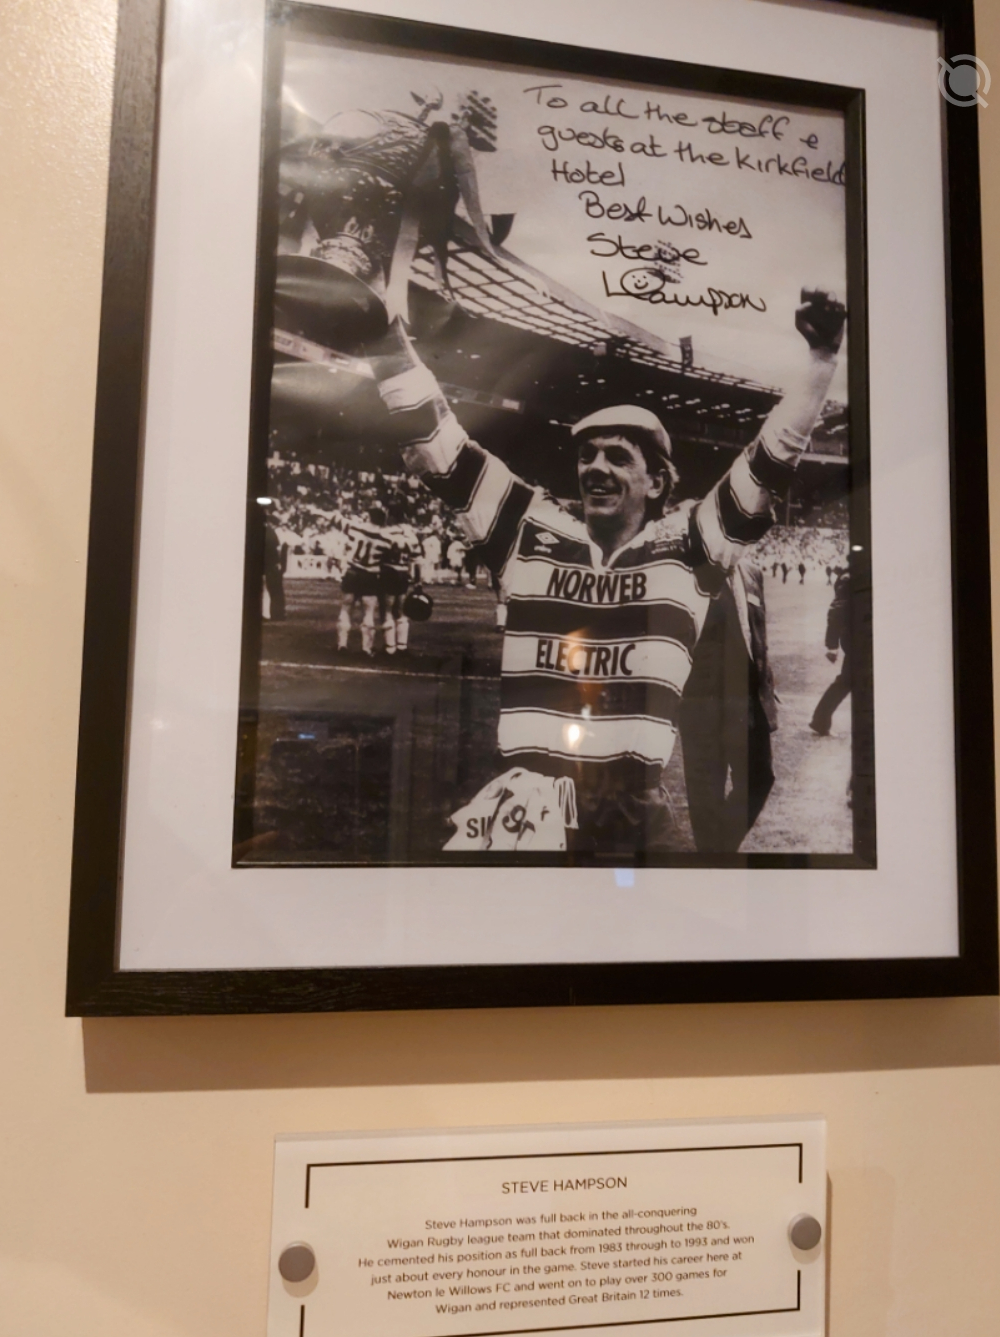 To all the staff e
guests at the Kirkfield
Hotel
Best Wishes
Steve
Hampson
umbro
NORWEB
ELECTRIC
STEVE HAMPSON
Steve Hampson was full back in the all-conquering
Wigan Rugby league team that dominated throughout the 80's.
He cemented his position as full back from 1983 through to 1993 and won
just about every honour in the game. Steve started his career here at
Newton le Willows FC and went on to play over 300 games for
Wigan and represented Great Britain 12 times.